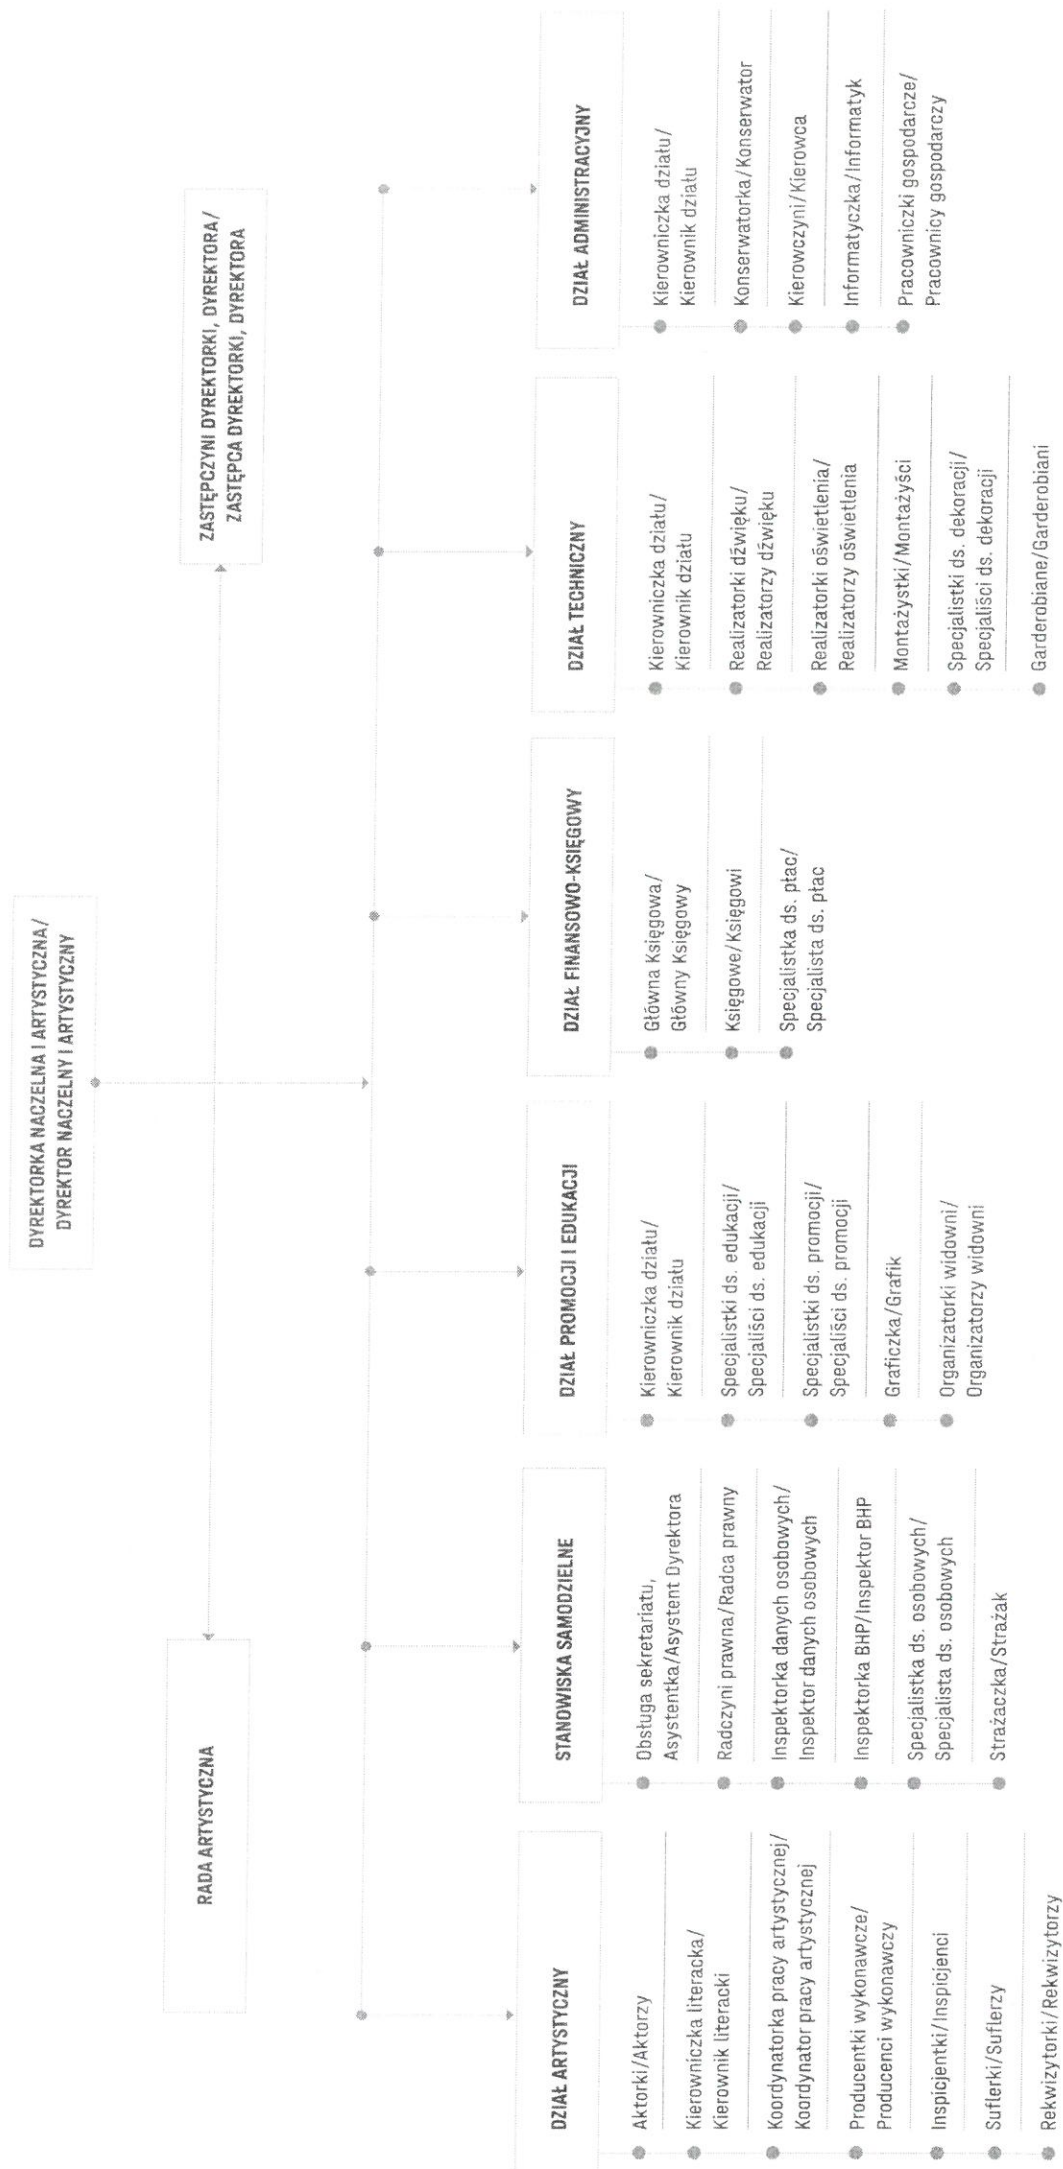 DYREKTORKA NACZELNA I ARTYSTYCZNA/
DYREKTOR NACZELNY I ARTYSTYCZNY
RADA ARTYSTYCZNA
ZASTĘPCZYNI DYREKTORKI, DYREKTORA/
ZASTĘPCA DYREKTORKI, DYREKTORA
DZIAŁ ARTYSTYCZNY
Aktorki/Aktorzy
Kierowniczka literacka/
Kierownik literacki
Koordynatorka pracy artystycznej/
Koordynator pracy artystycznej
Producentki wykonawcze/
Producenci wykonawczy
Inspicjentki/Inspicjenci
Suflerki/Suflerzy
Rekwizytorki/Rekwizytorzy
STANOWISKA SAMODZIELNE
Obsługa sekretariatu,
Asystentka/Asystent Dyrektora
Radczyni prawna/Radca prawny
Inspektorka danych osobowych/
Inspektor danych osobowych
Inspektorka BHP/Inspektor BHP
Specjalistka ds. osobowych/
Specjalista ds. osobowych
Strażaczka/Strażak
DZIAŁ PROMOCJI I EDUKACJI
Kierowniczka działu/
Kierownik działu
Specjalistki ds. edukacji/
Specjaliści ds. edukacji
Specjalistki ds. promocji/
Specjaliści ds. promocji
Graficzka/Grafik
Organizatorki widowni/
Organizatorzy widowni
DZIAŁ FINANSOWO-KSIĘGOWY
Główna Księgowa/
Główny Księgowy
Księgowe/Księgowi
Specjalistka ds. płac/
Specjalista ds. płac
DZIAŁ TECHNICZNY
Kierowniczka działu/
Kierownik działu
Realizatorki dźwięku/
Realizatorzy dźwięku
Realizatorki oświetlenia/
Realizatorzy oświetlenia
Montażystki/Montażyści
Specjalistki ds. dekoracji/
Specjaliści ds. dekoracji
Garderobiane/Garderobiani
DZIAŁ ADMINISTRACYJNY
Kierowniczka działu/
Kierownik działu
Konserwatorka/Konserwator
Kierowczyni/Kierowca
Informatyczka/Informatyk
Pracowniczki gospodarcze/
Pracownicy gospodarczy